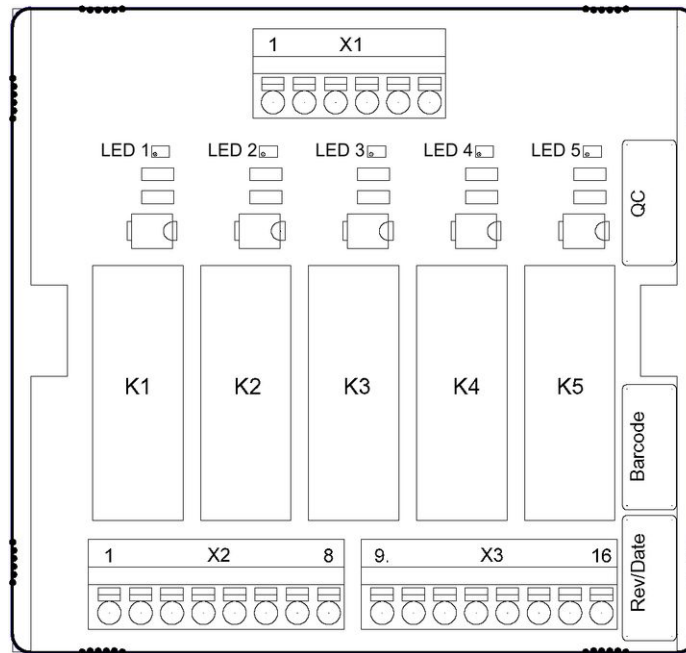 1 X1
LED 1 LED 2 LED 3 LED 4 LED 5
QC
K1 K2 K3 K4 K5
Barcode
1 X2 8 9. X3 16
Rev/Date